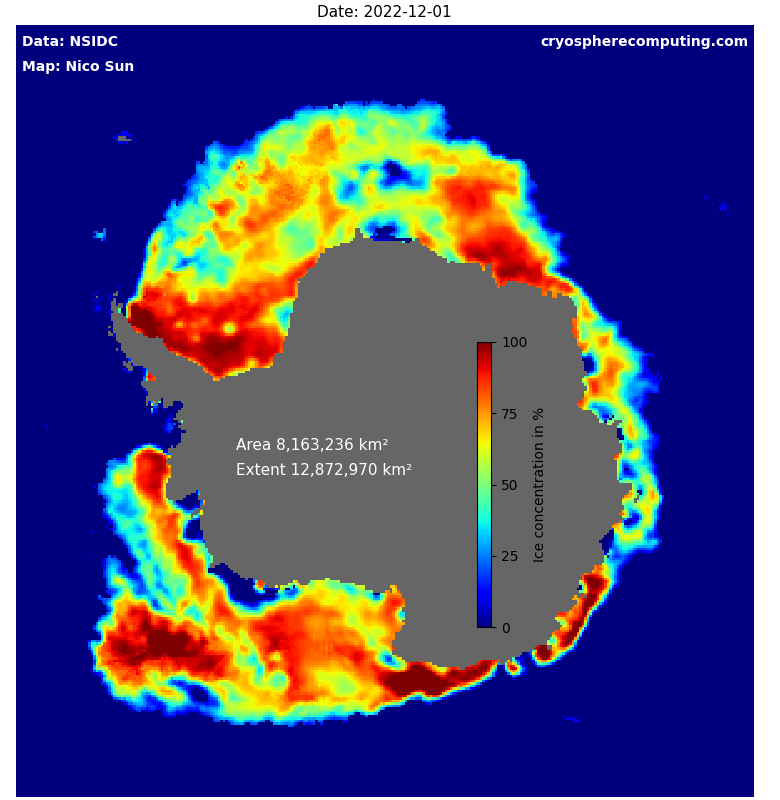 Date: 2022-12-01
Data: NSIDC
cryospherecomputing.com
Map: Nico Sun
100
75
50
25
0
Ice concentration in %
Area 8,163,236 km²
Extent 12,872,970 km²